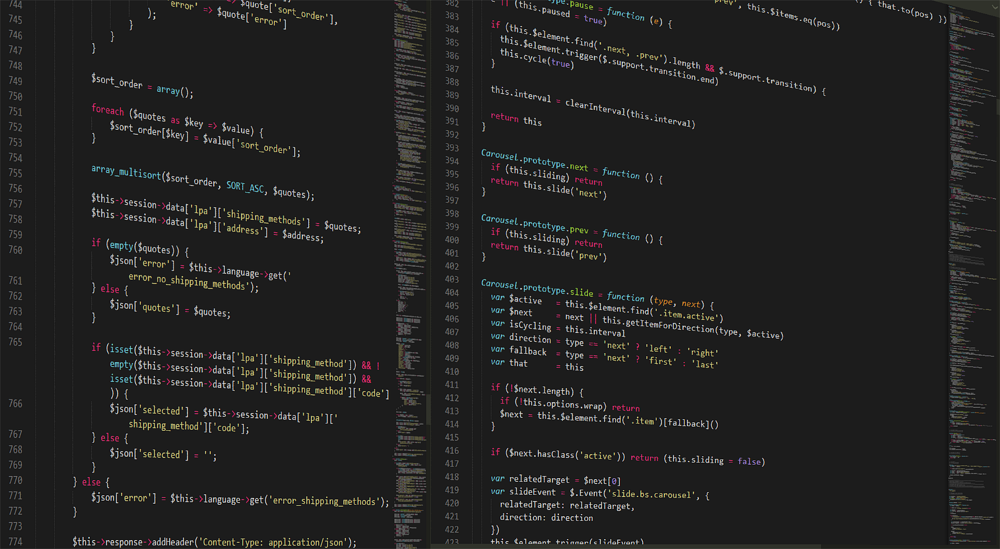 744
745
746
747
748
749
750
751
752
753
754
755
756
757
758
759
760
761
762
763
764
765
766
767
768
769
770
771
772
773
774
=> $quote['sort_order'],
'error' => $quote['error']
);
}
}
}
$sort_order = array();
foreach ($quotes as $key => $value) {
$sort_order[$key] = $value['sort_order'];
}
array_multisort($sort_order, SORT_ASC, $quotes);
$this->session->data['lpa']['shipping_methods'] = $quotes;
$this->session->data['lpa']['address'] = $address;
if (empty($quotes)) {
$json['error'] = $this->language->get('
error_no_shipping_methods');
} else {
$json['quotes'] = $quotes;
}
if (isset($this->session->data['lpa']['shipping_method']) && !
empty($this->session->data['lpa']['shipping_method']) &&
isset($this->session->data['lpa']['shipping_method']['code']
)) {
$json['selected'] = $this->session->data['lpa']['
shipping_method']['code'];
} else {
$json['selected'] = '';
}
} else {
$json['error'] = $this->language->get('error_shipping_methods');
}
$this->response->addHeader('Content-Type: application/json');
382
383
384
385
386
387
388
389
390
391
392
393
394
395
396
397
398
399
400
401
402
403
404
405
406
407
408
409
410
411
412
413
414
415
416
417
418
419
420
421
422
423
prev', this.$items.eq(pos))
{ that.to(pos) })
.pause = function (e) {
|| (this.paused = true)
if (this.$element.find('.next, .prev').length && $.support.transition) {
this.$element.trigger($.support.transition.end)
this.cycle(true)
}
this.interval = clearInterval(this.interval)
return this
}
Carousel.prototype.next = function () {
if (this.sliding) return
return this.slide('next')
}
Carousel.prototype.prev = function () {
if (this.sliding) return
return this.slide('prev')
}
Carousel.prototype.slide = function (type, next) {
var $active = this.$element.find('.item.active')
var $next = next || this.getItemForDirection(type, $active)
var isCycling = this.interval
var direction = type == 'next' ? 'left' : 'right'
var fallback = type == 'next' ? 'first' : 'last'
var that = this
if (!$next.length) {
if (!this.options.wrap) return
$next = this.$element.find('.item')[fallback]()
}
if ($next.hasClass('active')) return (this.sliding = false)
var relatedTarget = $next[0]
var slideEvent = $.Event('slide.bs.carousel', {
relatedTarget: relatedTarget,
direction: direction
})
this.$element.trigger(slideEvent)